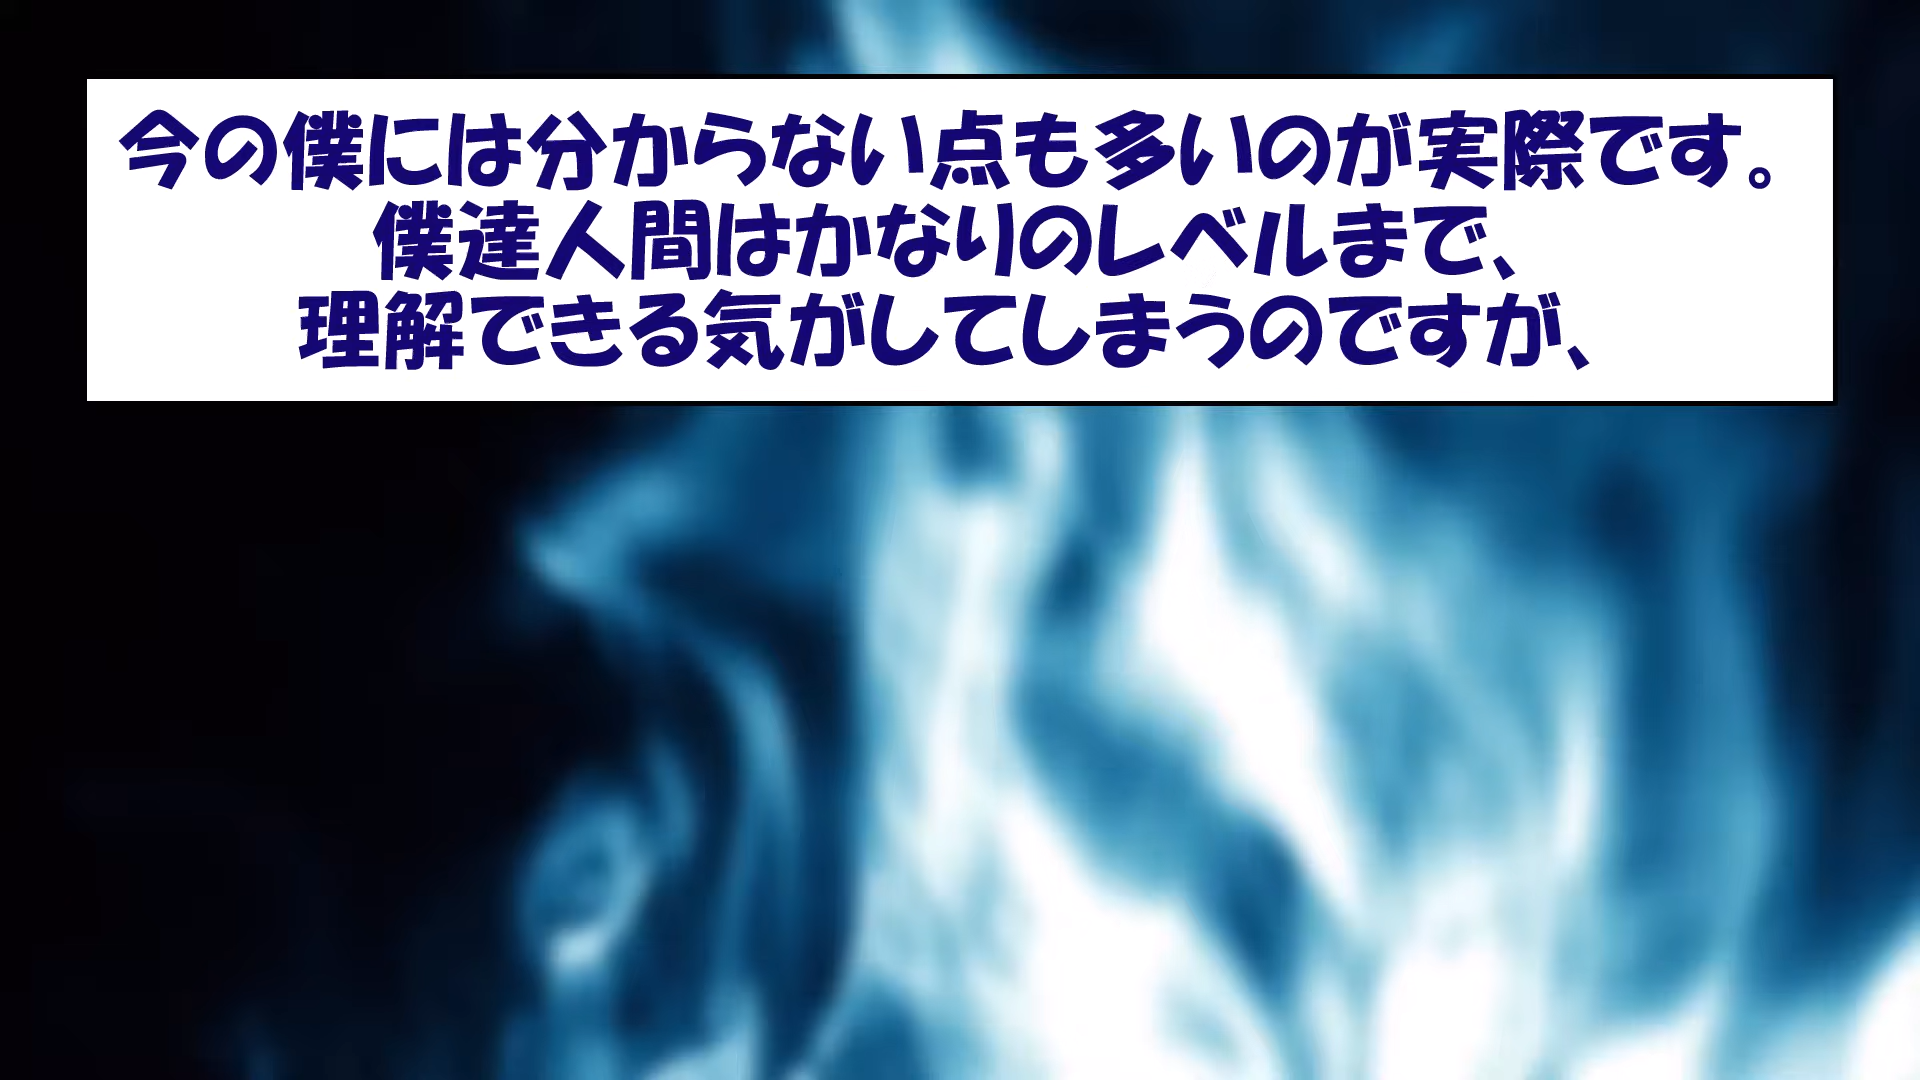 今の僕には分からない点も多いのが実際です。
僕達人間はかなりのレベルまで、
理解できる気がしてしまうのですが、